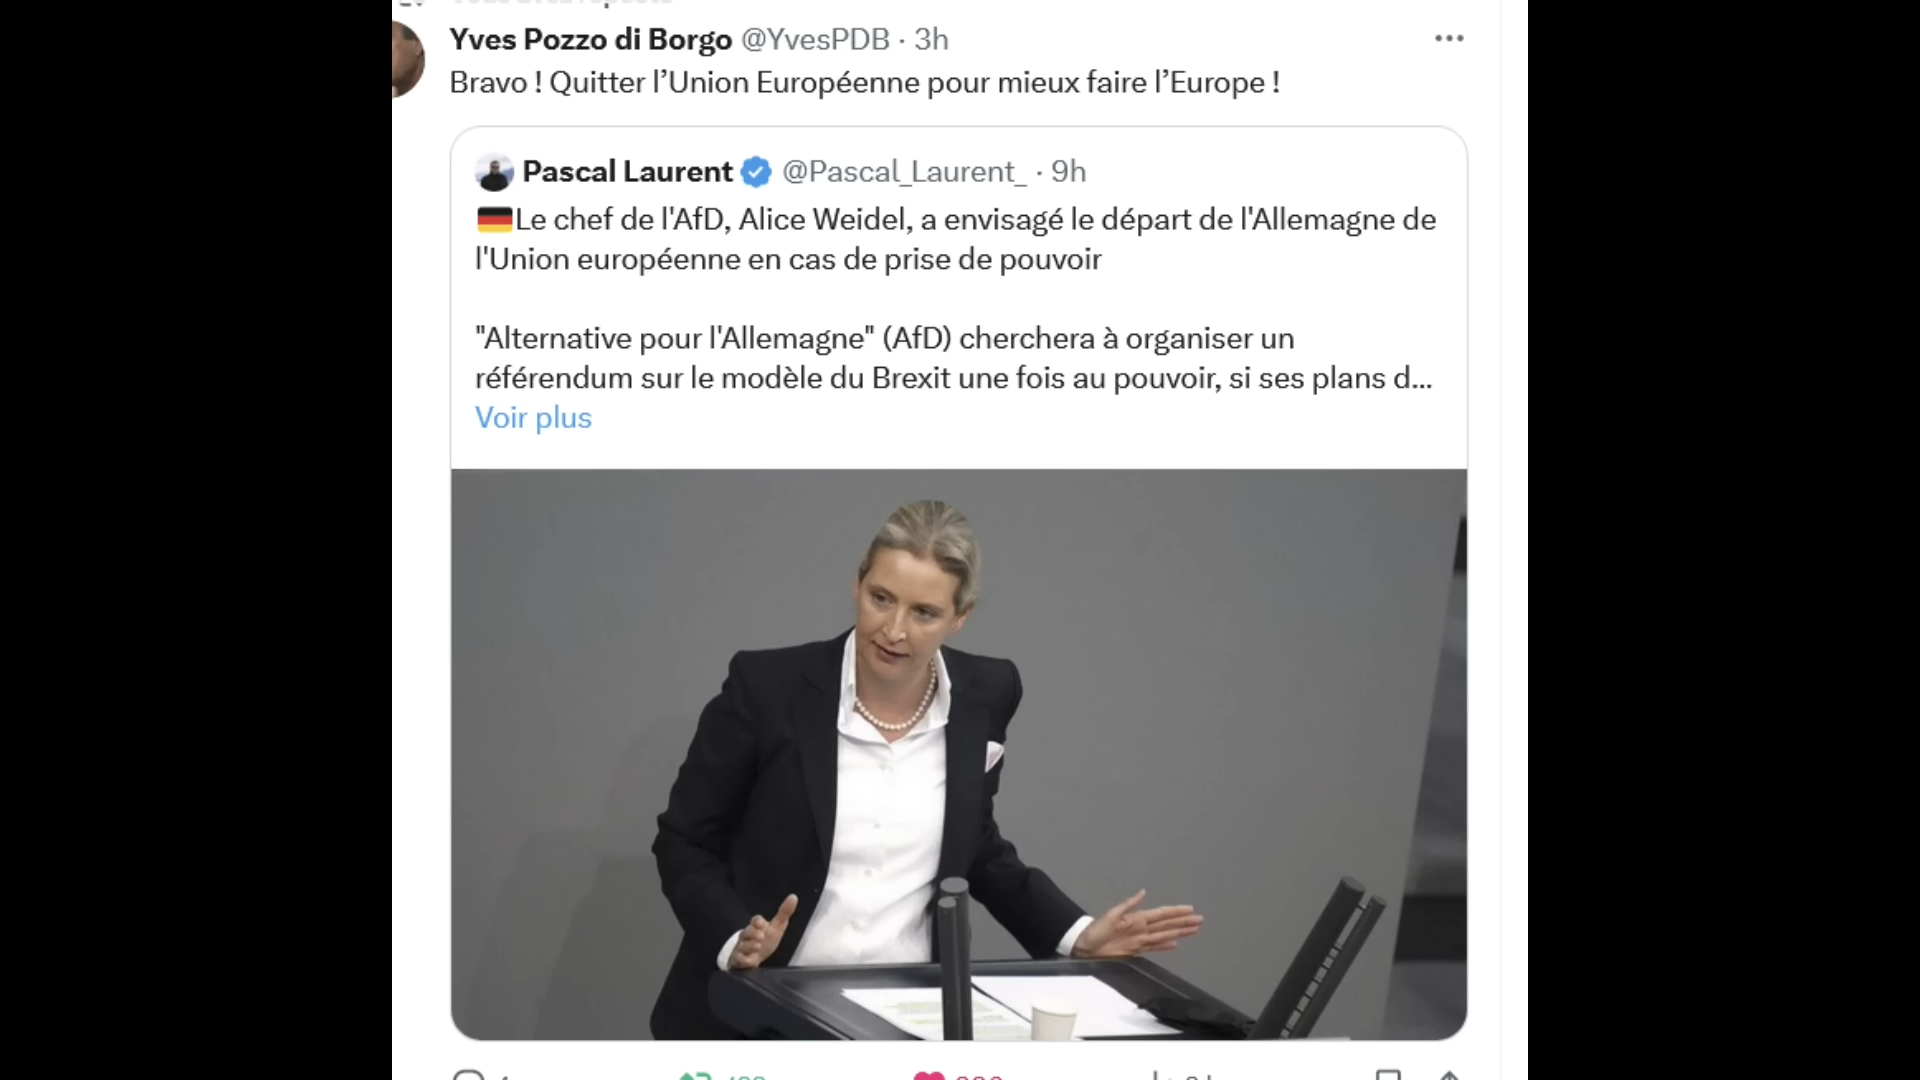 Yves Pozzo di Borgo @YvesPDB · 3h
Bravo ! Quitter l’Union Européenne pour mieux faire l’Europe !
Pascal Laurent @Pascal_Laurent_ · 9h
Le chef de l'AfD, Alice Weidel, a envisagé le départ de l'Allemagne de
l'Union européenne en cas de prise de pouvoir
"Alternative pour l'Allemagne" (AfD) cherchera à organiser un
référendum sur le modèle du Brexit une fois au pouvoir, si ses plans d...
Voir plus